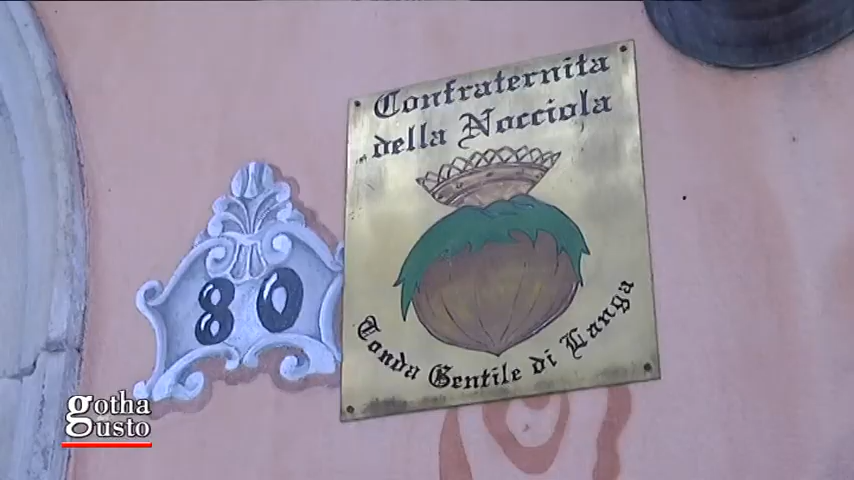 Confraternita
della Nocciola
Tonda Gentile di Langa
80
gotha
gusto